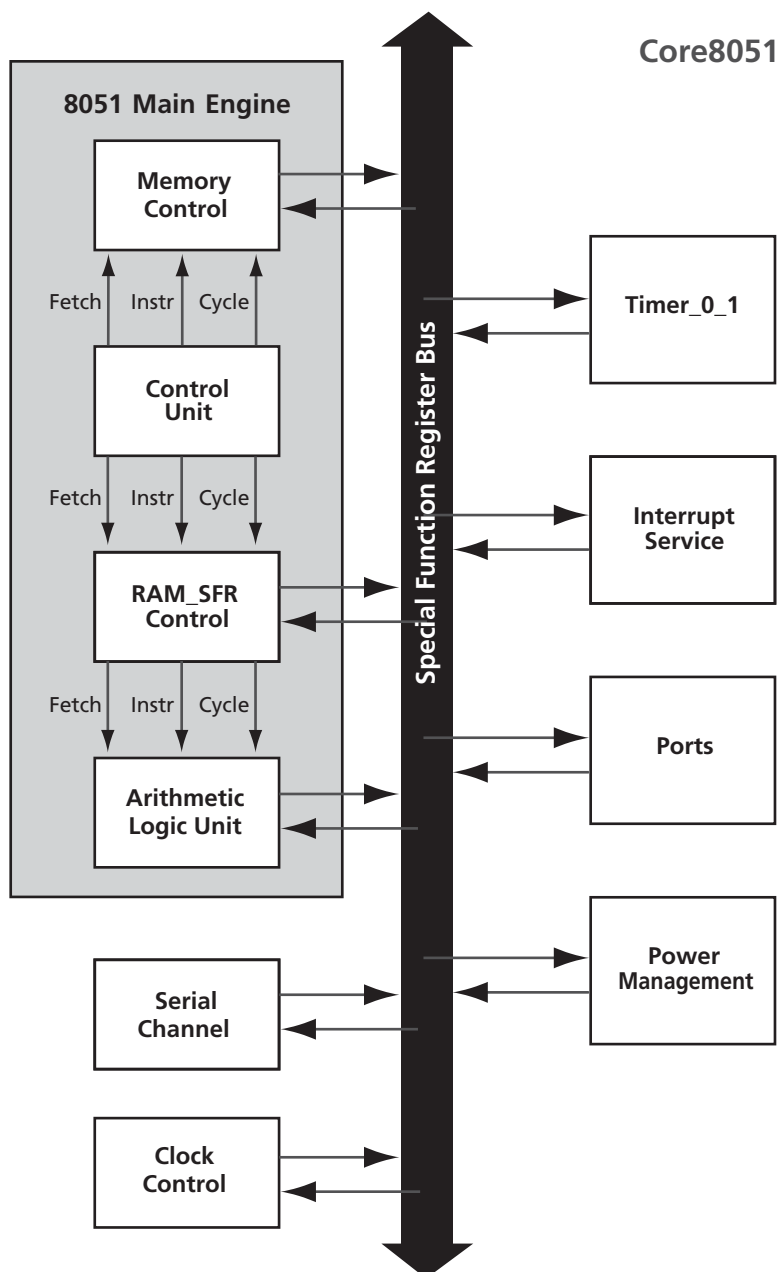 Core8051
8051 Main Engine
Memory
Control
Fetch Instr Cycle
Control
Unit
Fetch Instr Cycle
RAM_SFR
Control
Fetch Instr Cycle
Arithmetic
Logic Unit
Serial
Channel
Clock
Control
Special Function Register Bus
Timer_0_1
Interrupt
Service
Ports
Power
Management